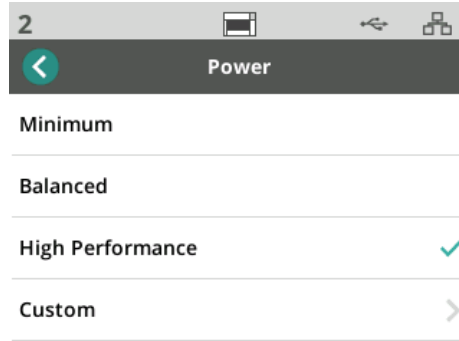 2
Power
Minimum
Balanced
High Performance
Custom